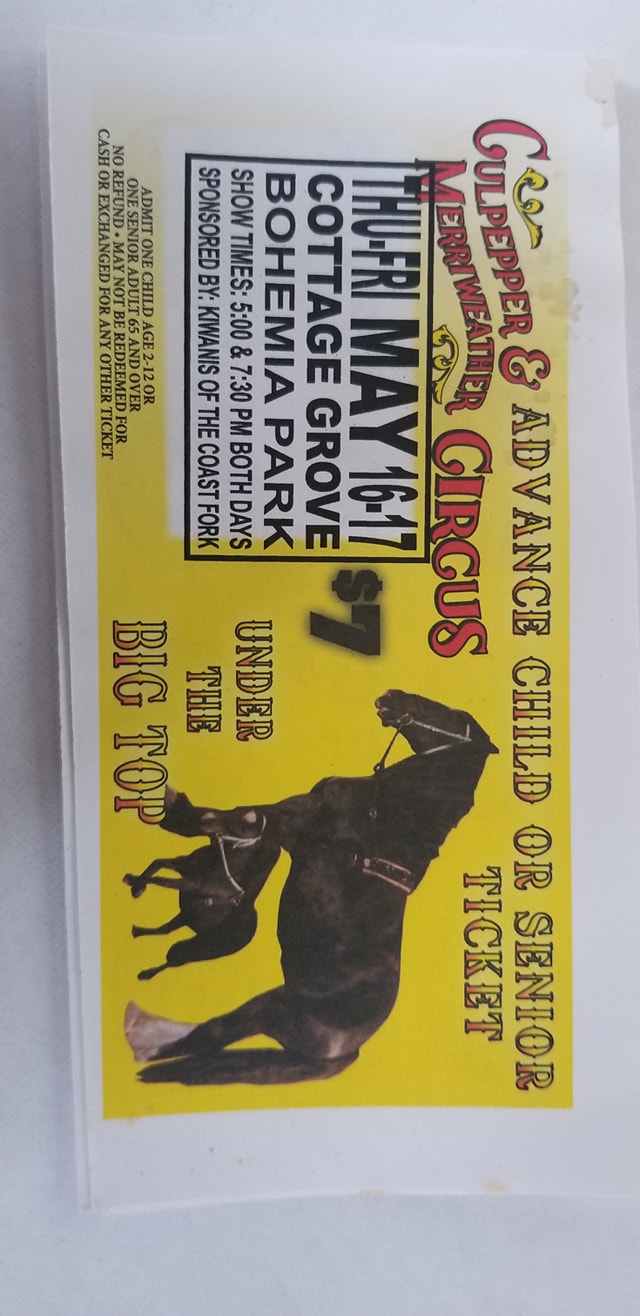 CULPEPPER &
MERRIWEATHER CIRCUS
ADVANCE CHILD OR SENIOR
TICKET
THU-FRI MAY 16-17
COTTAGE GROVE
BOHEMIA PARK
SHOW TIMES: 5:00 & 7:30 PM BOTH DAYS
SPONSORED BY: KIWANIS OF THE COAST FORK
$7
UNDER
THE
BIG TOP
ADMIT ONE CHILD AGE 2-12 OR
ONE SENIOR ADULT 65 AND OVER
NO REFUND • MAY NOT BE REDEEMED FOR
CASH OR EXCHANGED FOR ANY OTHER TICKET